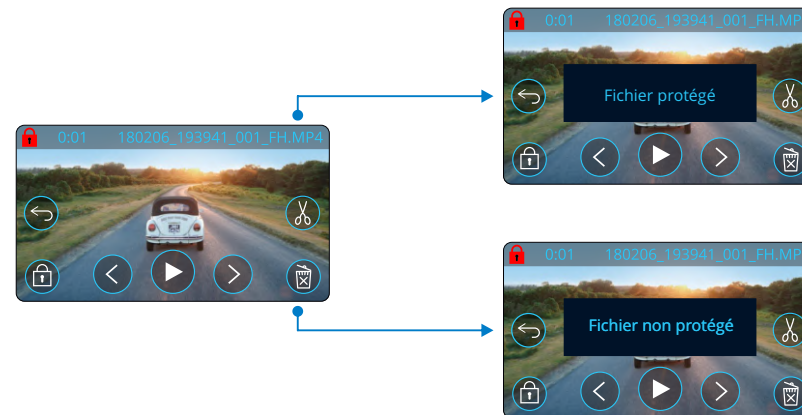 0:01 180206_193941_001_FH.MP4
0:01 180206_193941_001_FH.MP
Fichier protégé
0:01 180206_193941_001_FH.MP
Fichier non protégé